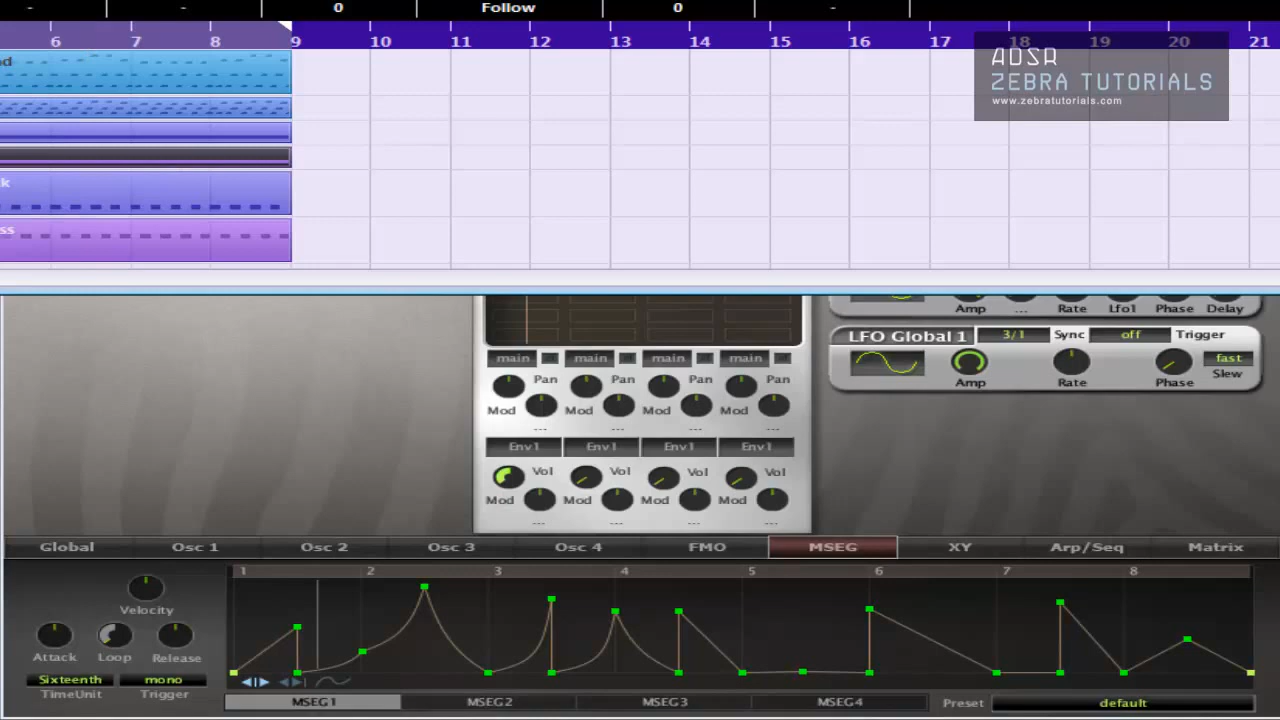 - - 0 Follow 0 -
6 7 8 9 10 11 12 13 14 15 16 17 18 19 20 21
ADSR
ZEBRA TUTORIALS
www.zebratutorials.com
d
k
ss
Amp ... Rate Lfo1 Phase Delay
LFO Global 1 3/1 Sync off Trigger
fast
Slew
Amp Rate Phase
main main main main
Pan Pan Pan Pan
Mod Mod Mod Mod
--- --- --- ---
Env1 Env1 Env1 Env1
Vol Vol Vol Vol
Mod Mod Mod Mod
--- --- --- ---
Global Osc 1 Osc 2 Osc 3 Osc 4 FMO MSEG XY Arp/Seq Matrix
1 2 3 4 5 6 7 8
Velocity
Attack Loop Release
Sixteenth mono
TimeUnit Trigger
MSEG1 MSEG2 MSEG3 MSEG4 Preset default